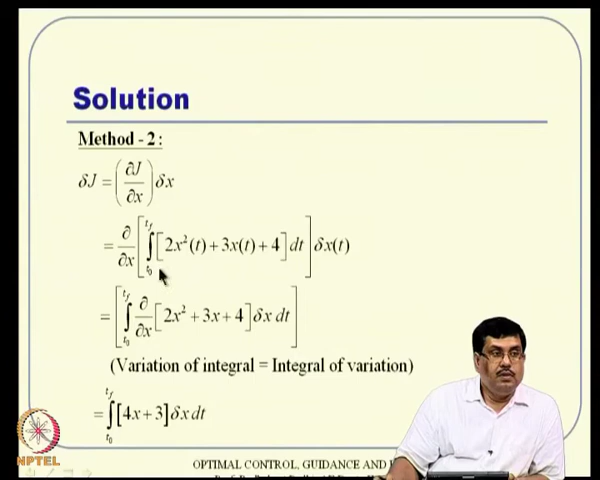 Solution
Method - 2 :
δJ = (∂J/∂x) δx
= ∂/∂x [ ∫_{t_0}^{t_f} [ 2x²(t) + 3x(t) + 4 ] dt ] δx(t)
= [ ∫_{t_0}^{t_f} ∂/∂x [ 2x² + 3x + 4 ] δx dt ]
(Variation of integral = Integral of variation)
= ∫_{t_0}^{t_f} [4x + 3] δx dt
NPTEL
OPTIMAL CONTROL, GUIDANCE AND